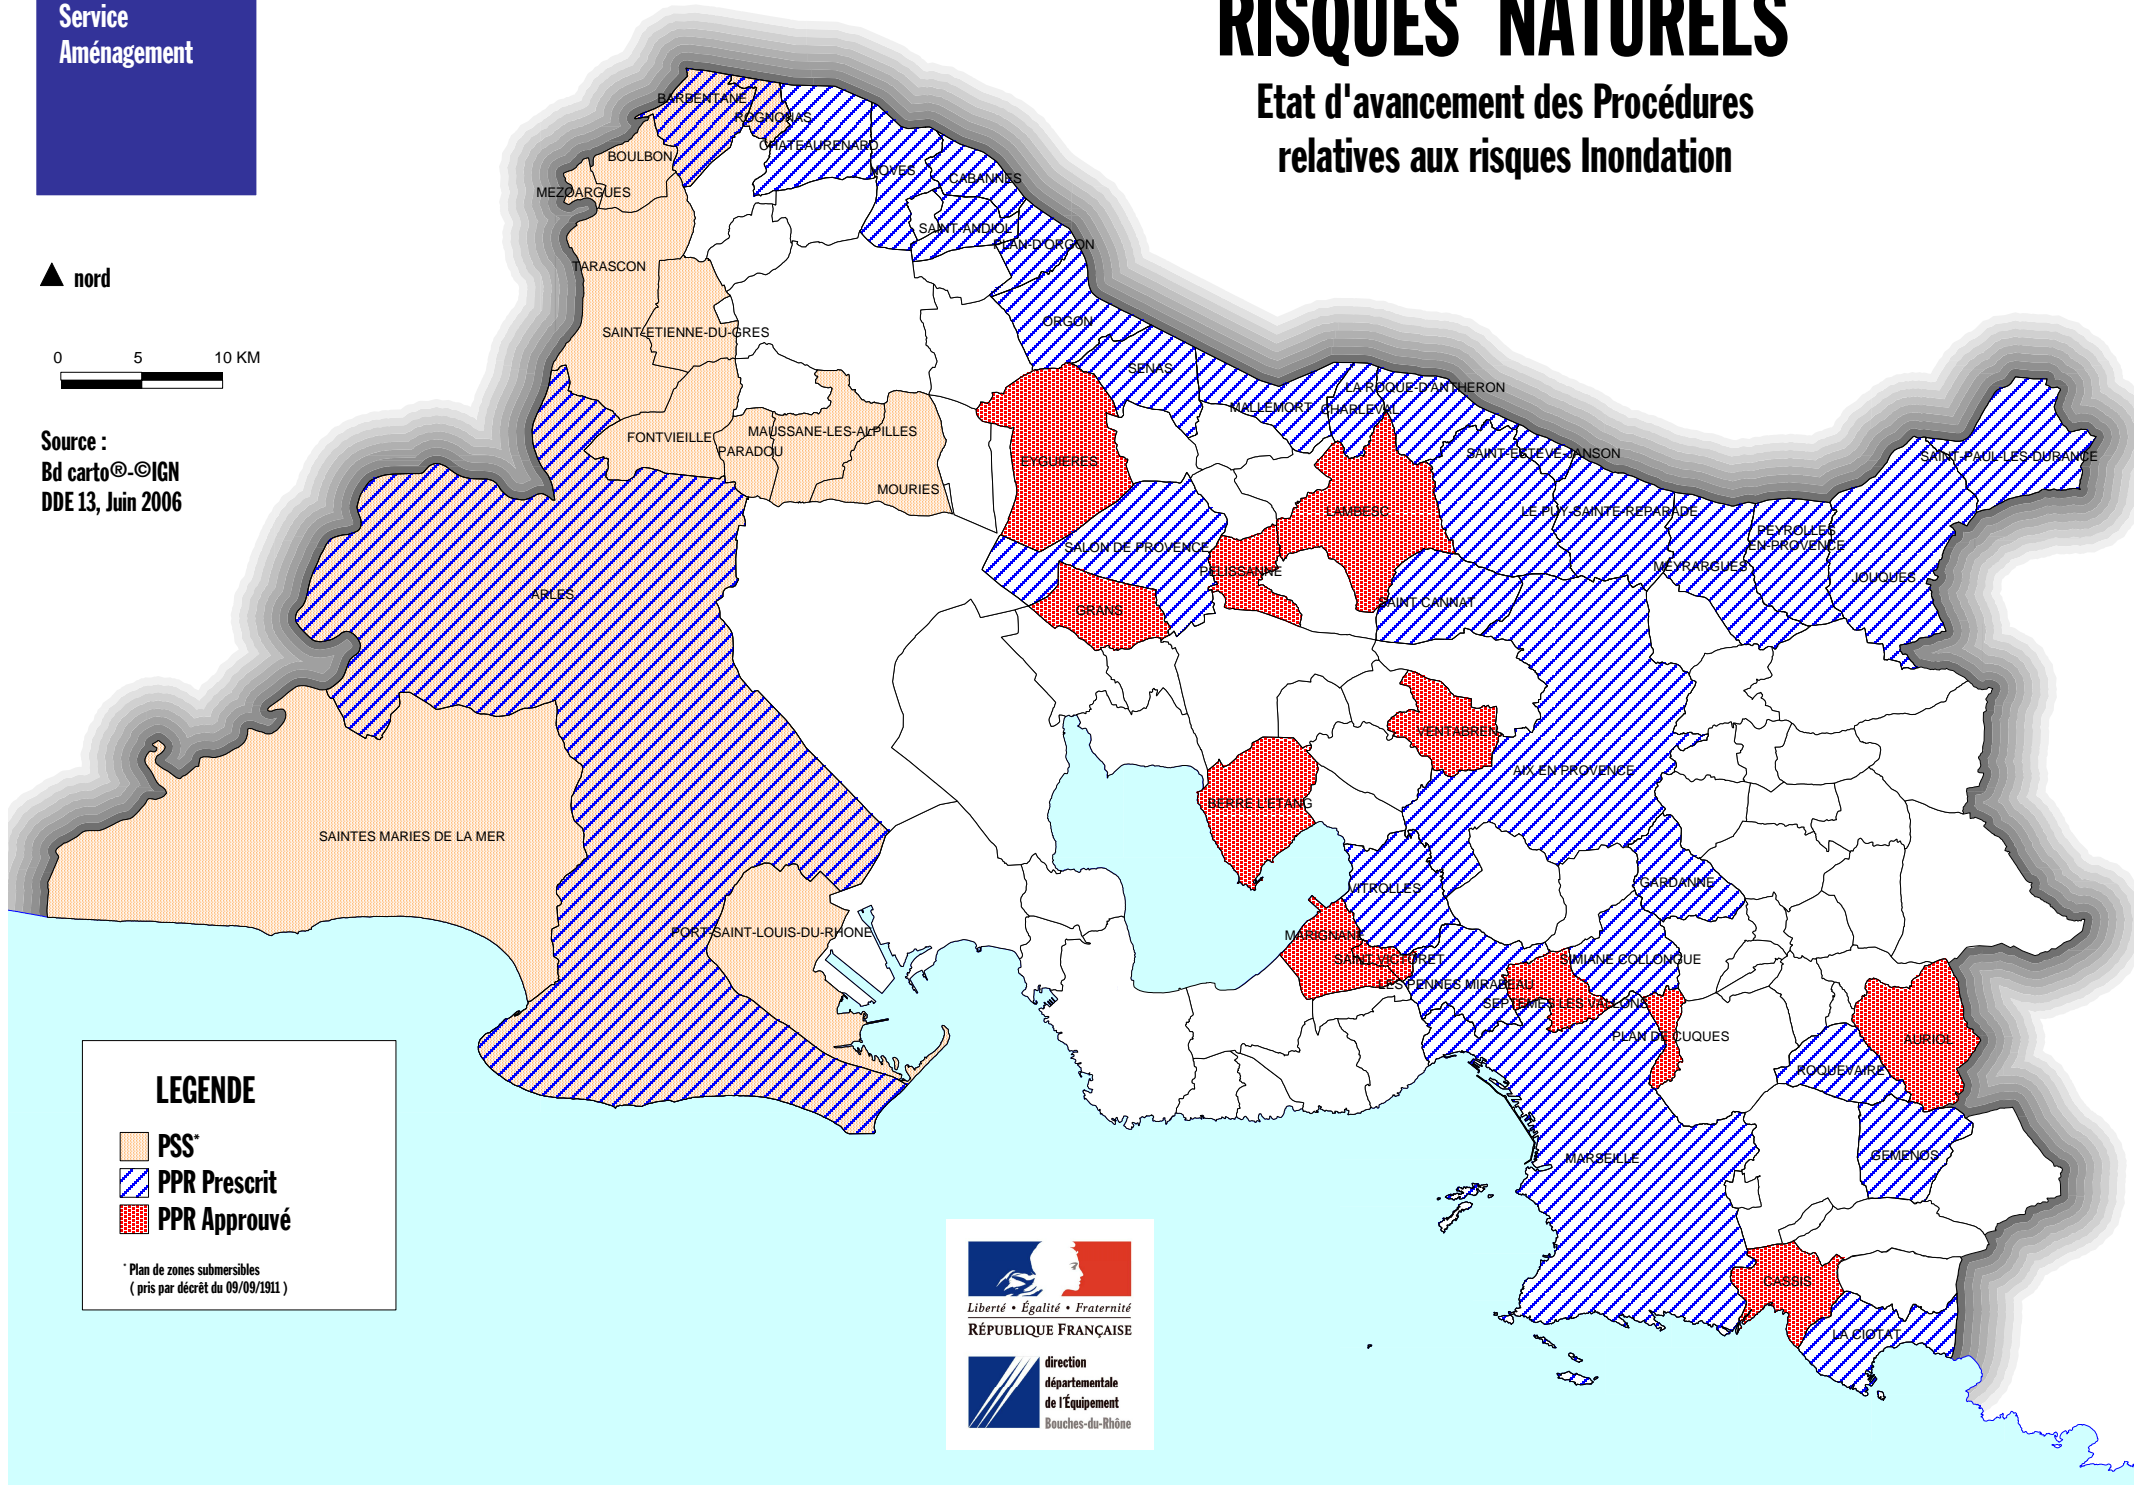 Service
Aménagement
RISQUES NATURELS
Etat d'avancement des Procédures
relatives aux risques Inondation
nord
0 5 10 KM
Source :
Bd carto®-©IGN
DDE 13, Juin 2006
BARBENTANE
ROGNONAS
CHATEAURENARD
NOVES
CABANNES
BOULBON
MEZOARGUES
SAINT-ANDIOL
PLAN-D'ORGON
TARASCON
ORGON
SAINT-ETIENNE-DU-GRES
SENAS
LA ROQUE-D'ANTHERON
MALLEMORT
CHARLEVAL
FONTVIEILLE
MAUSSANE-LES-ALPILLES
PARADOU
EYGUIERES
SAINT-ESTEVE-JANSON
SAINT-PAUL-LES-DURANCE
MOURIES
LAMBESC
LE-PUY-SAINTE-REPARADE
PEYROLLES
EN-PROVENCE
SALON DE PROVENCE
MEYRARGUES
PELISSANNE
JOUQUES
ARLES
GRANS
SAINT CANNAT
VENTABREN
AIX EN PROVENCE
BERRE L'ETANG
SAINTES MARIES DE LA MER
VITROLLES
GARDANNE
PORT-SAINT-LOUIS-DU-RHONE
MARIGNANE
SAINT VICTORET
SIMIANE COLLONGUE
LES PENNES MIRABEAU
SEPTEMES LES VALLONS
PLAN DE CUQUES
AURIOL
ROQUEVAIRE
MARSEILLE
GEMENOS
CASSIS
LA CIOTAT
LEGENDE
PSS*
PPR Prescrit
PPR Approuvé
* Plan de zones submersibles
( pris par décrêt du 09/09/1911 )
Liberté • Égalité • Fraternité
RÉPUBLIQUE FRANÇAISE
direction
départementale
de l'Équipement
Bouches-du-Rhône